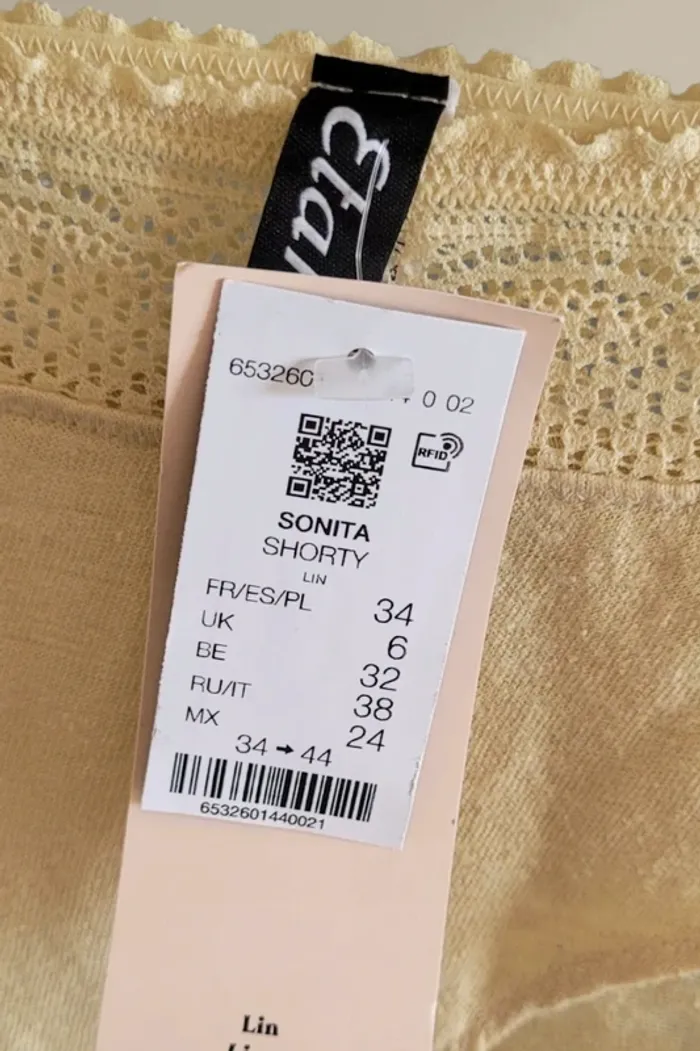 Etam
653260 0 02
RFID
SONITA
SHORTY
LIN
FR/ES/PL 34
UK 6
BE 32
RU/IT 38
MX 24
34 → 44
6532601440021
Lin